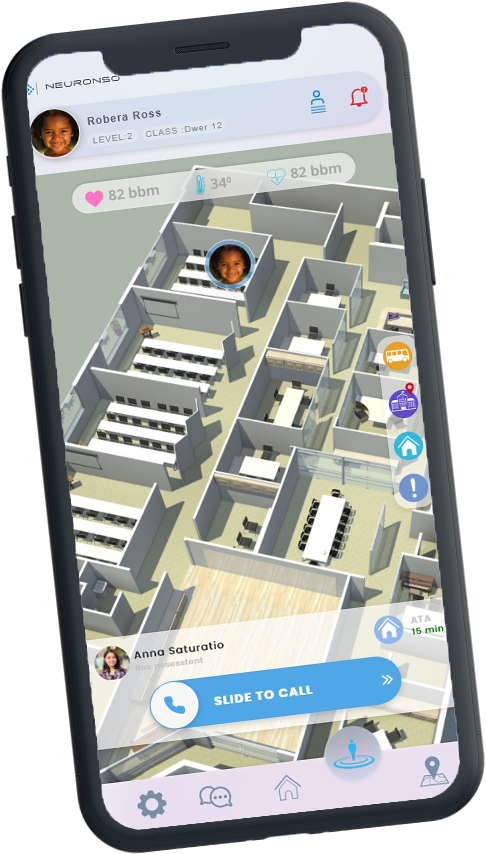 NEURONSO
Robera Ross
LEVEL:2 CLASS :Dwer 12
82 bbm 34⁰ 82 bbm
Anna Saturatio
Bus assesstent
ATA
15 min
SLIDE TO CALL